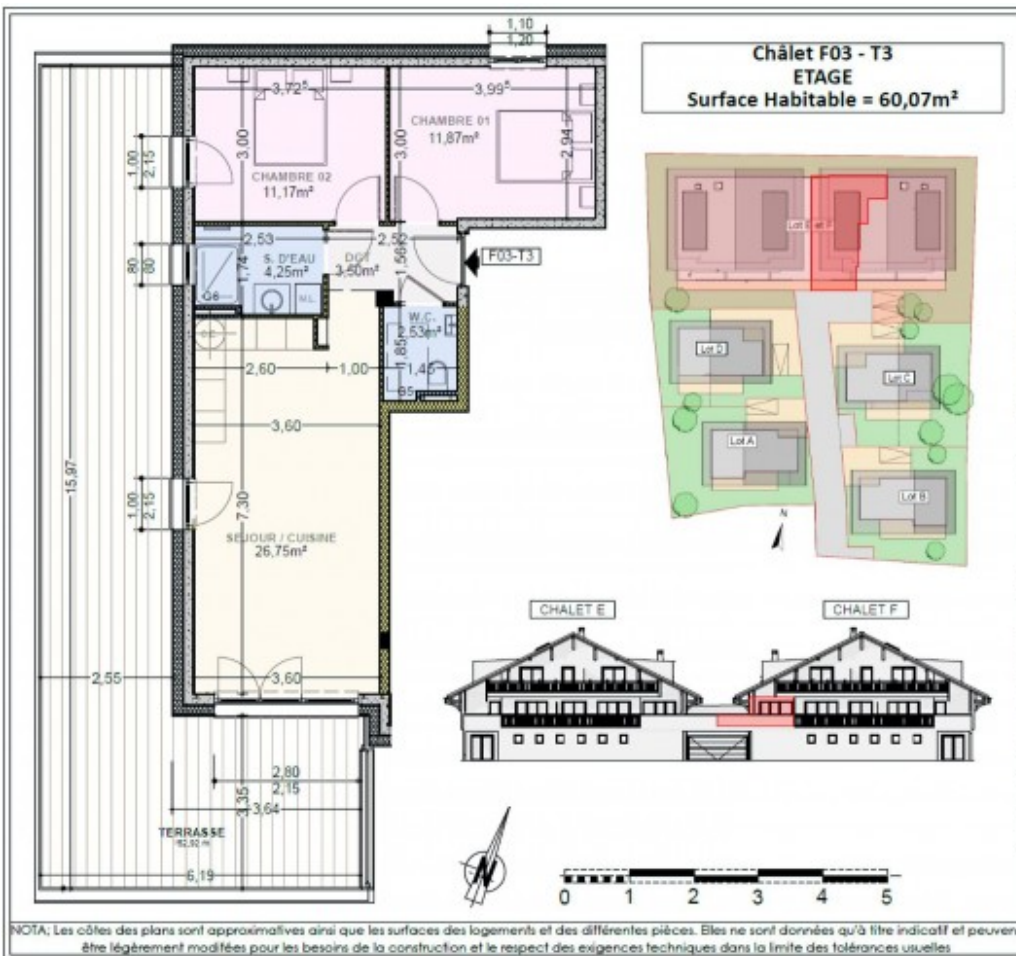 Châlet F03 - T3
ETAGE
Surface Habitable = 60,07m²
1,10
1,20
3,72⁵
3,99⁵
CHAMBRE 01
11,87m²
3,00
3,00
2,94
CHAMBRE 02
11,17m²
1,00
2,15
2,53
2,52
S. D'EAU
4,25m²
1,74
DGT
3,50m²
1,56
F03-T3
80
60
G6
M.L.
W.C.
2,53m²
1,85
1,45
2,60
1,00
3,60
15,97
1,00
2,15
7,30
SEJOUR / CUISINE
26,75m²
2,55
3,60
2,80
2,15
3,35
3,64
TERRASSE
6,19
Lot D
Lot C
Lot A
Lot B
N
CHALET E
CHALET F
N
0 1 2 3 4 5
NOTA; Les côtes des plans sont approximatives ainsi que les surfaces des logements et des différentes pièces. Elles ne sont données qu'à titre indicatif et peuven
être légèrement modifées pour les besoins de la construction et le respect des exigences techniques dans la limite des tolérances usuelles